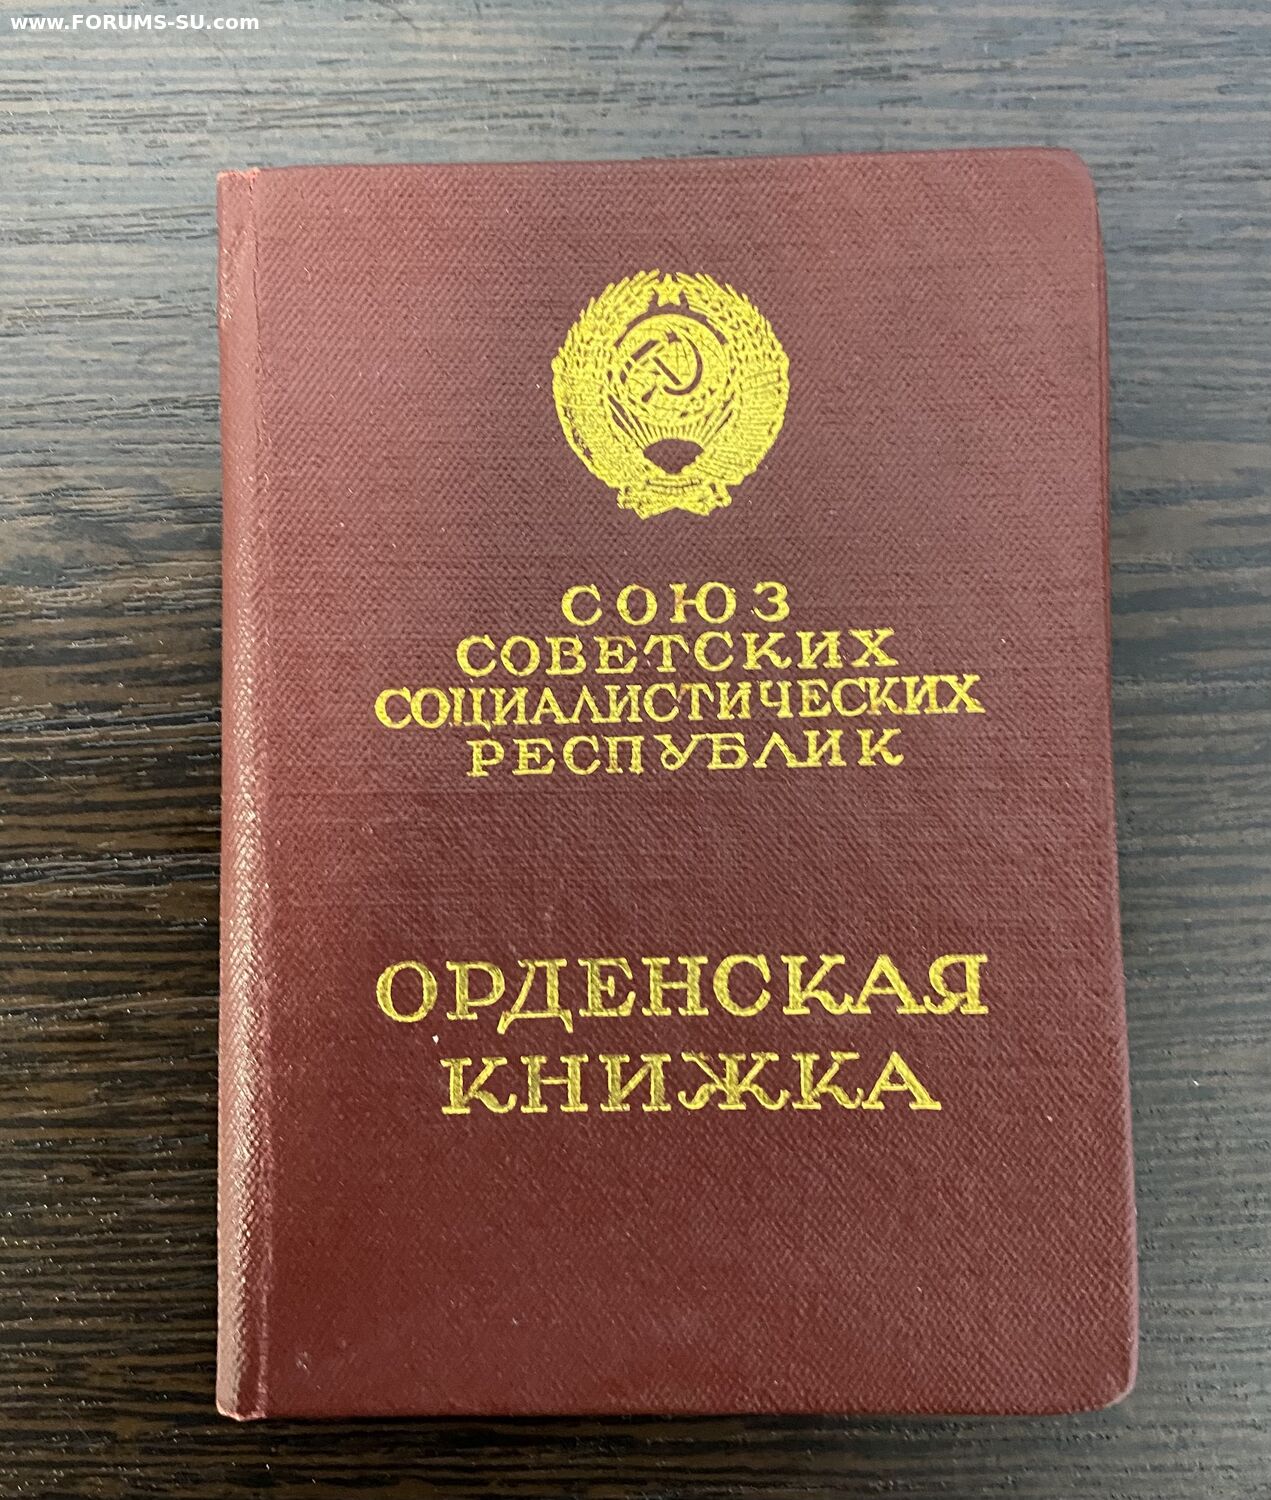 www.FORUMS-SU.com
СОЮЗ
СОВЕТСКИХ
СОЦИАЛИСТИЧЕСКИХ
РЕСПУБЛИК
ОРДЕНСКАЯ
КНИЖКА